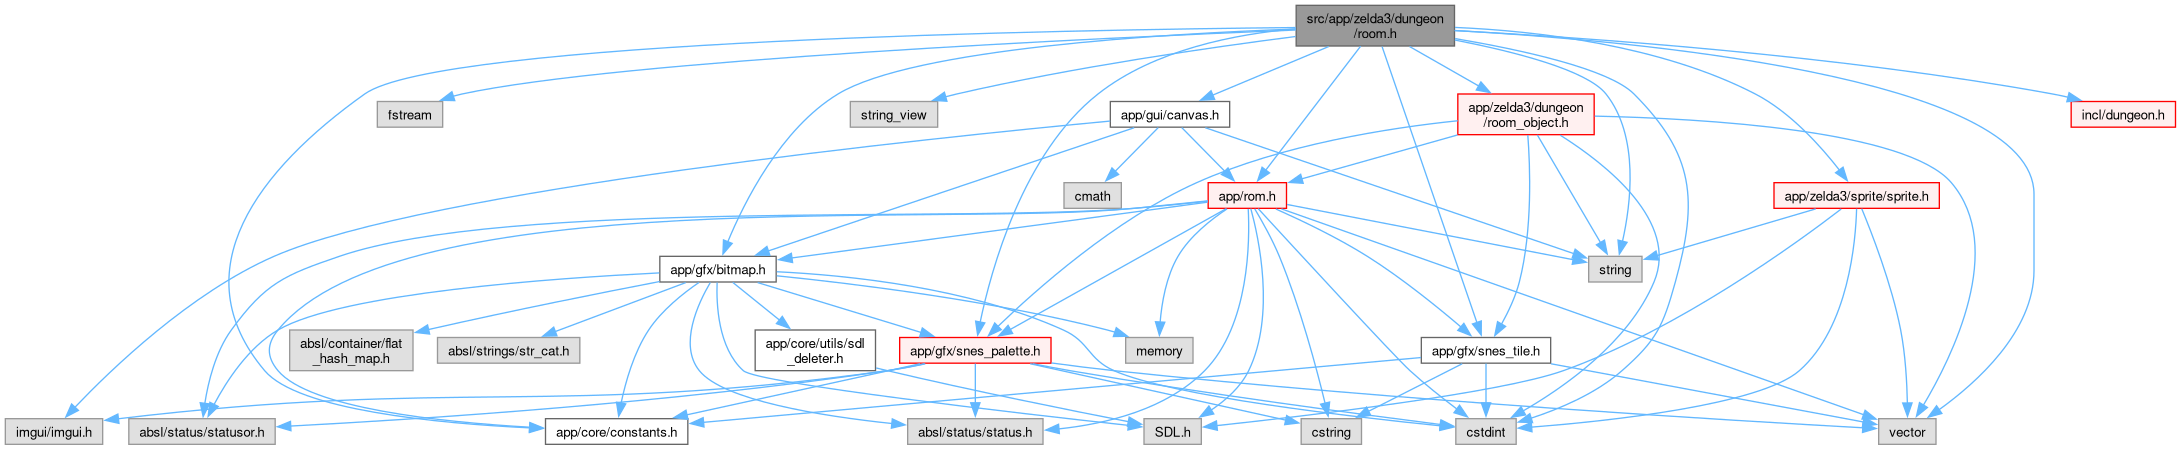 src/app/zelda3/dungeon
/room.h
fstream
string_view
app/gui/canvas.h
app/zelda3/dungeon
/room_object.h
incl/dungeon.h
cmath
app/rom.h
app/zelda3/sprite/sprite.h
app/gfx/bitmap.h
string
absl/container/flat
_hash_map.h
absl/strings/str_cat.h
app/core/utils/sdl
_deleter.h
app/gfx/snes_palette.h
memory
app/gfx/snes_tile.h
imgui/imgui.h
absl/status/statusor.h
app/core/constants.h
absl/status/status.h
SDL.h
cstring
cstdint
vector